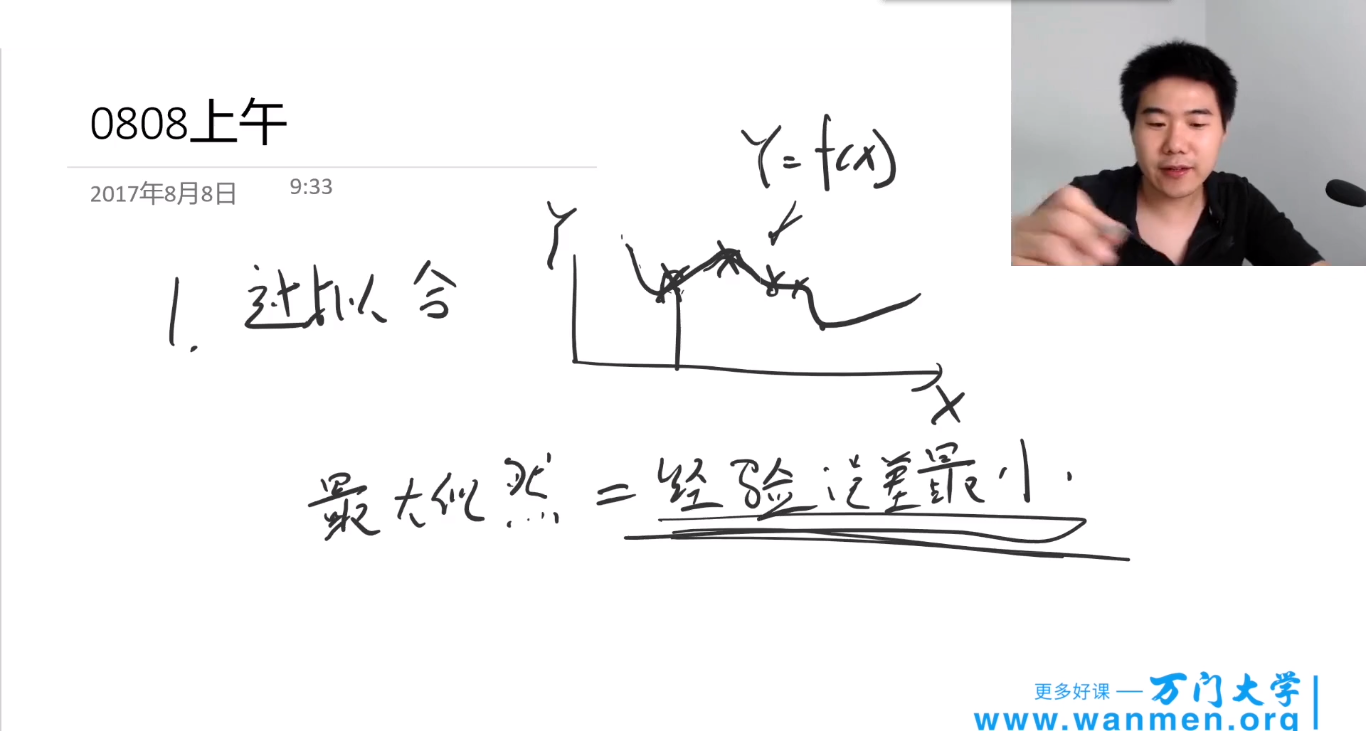 0808上午
2017年8月8日 9:33
Y = f(x)
Y
1. 过拟合
X
最大似然 = 经验误差最小.
更多好课 — 万门大学
www.wanmen.org